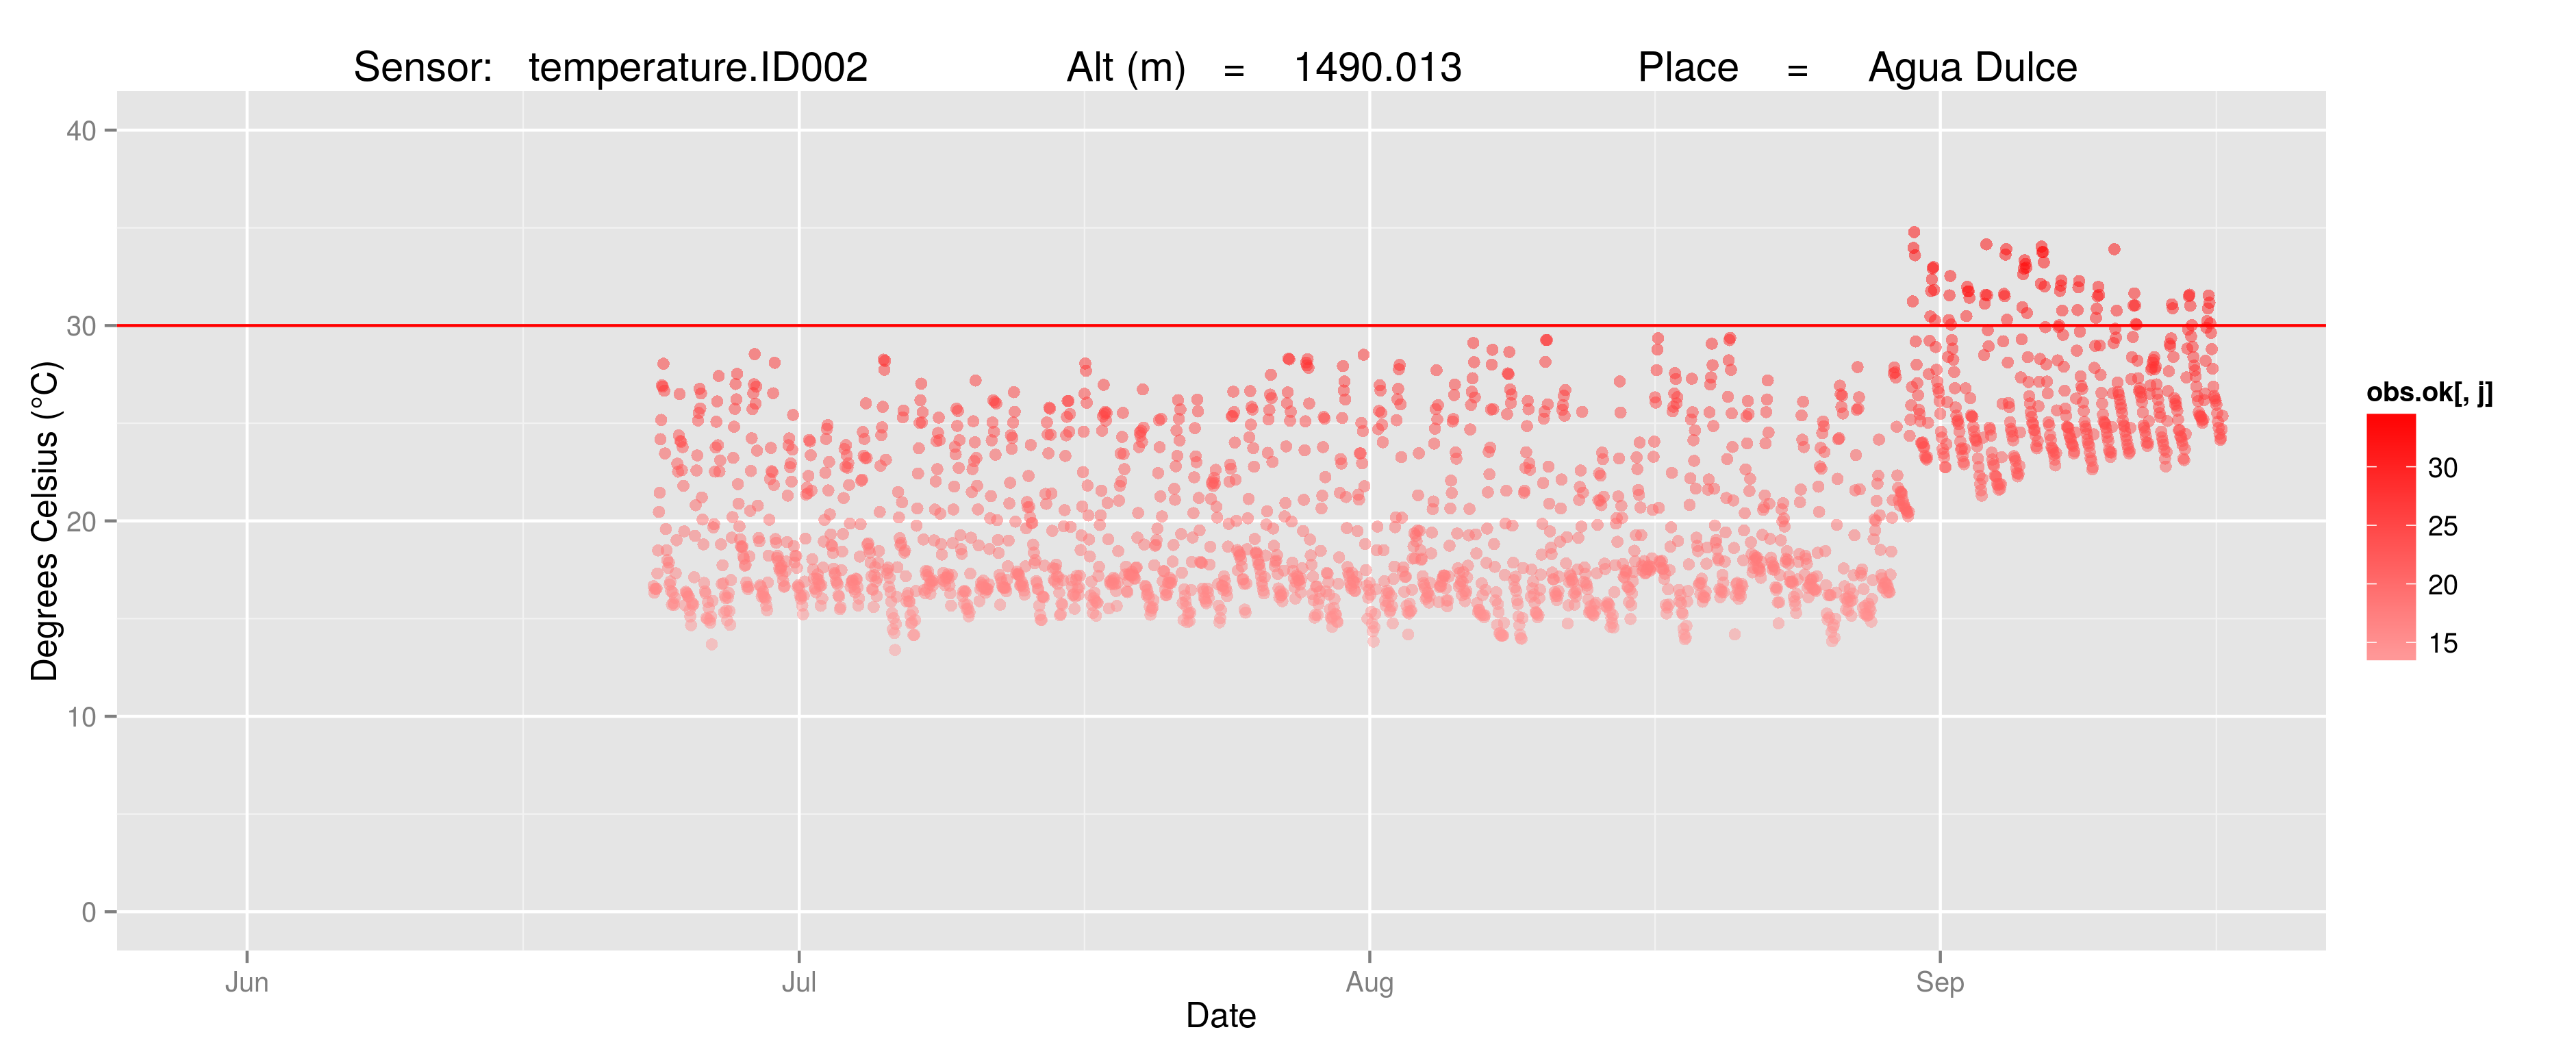 Sensor: temperature.ID002 Alt (m) = 1490.013 Place = Agua Dulce
Degrees Celsius (°C)
40
30
20
10
0
Jun Jul Aug Sep
Date
obs.ok[, j]
30
25
20
15